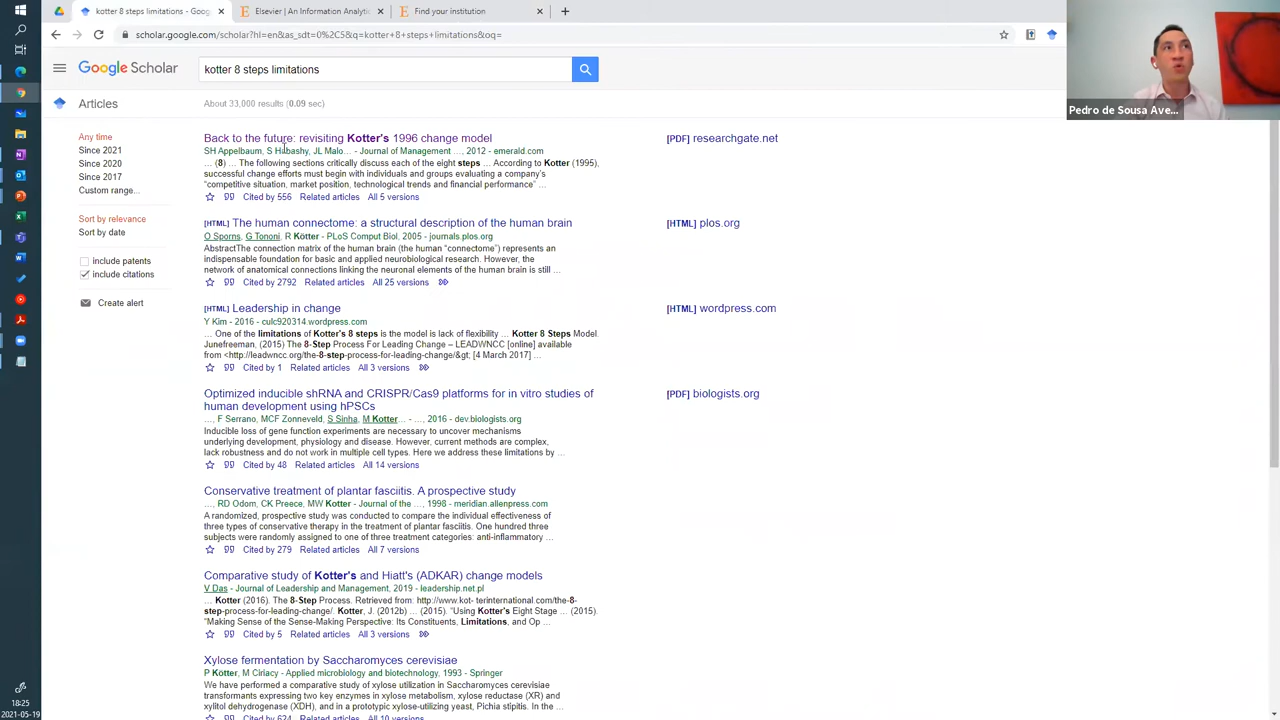 kotter 8 steps limitations - Goo
Elsevier | An Information Analytic
Find your institution
scholar.google.com/scholar?hl=en&as_sdt=0%2C5&q=kotter+8+steps+limitations&oq=
Google Scholar
kotter 8 steps limitations
Articles
About 33,000 results (0.09 sec)
Pedro de Sousa Ave...
Any time
Since 2021
Since 2020
Since 2017
Custom range...
Sort by relevance
Sort by date
include patents
include citations
Create alert
Back to the future: revisiting Kotter's 1996 change model
SH Appelbaum, S Habashy, JL Malo... - Journal of Management ..., 2012 - emerald.com
... (8) ... The following sections critically discuss each of the eight steps ... According to Kotter (1995),
successful change efforts must begin with individuals and groups evaluating a company's
“competitive situation, market position, technological trends and financial performance” ...
Cited by 556 Related articles All 5 versions
[PDF] researchgate.net
[HTML] The human connectome: a structural description of the human brain
O Sporns, G Tononi, R Kötter - PLoS Comput Biol, 2005 - journals.plos.org
AbstractThe connection matrix of the human brain (the human “connectome”) represents an
indispensable foundation for basic and applied neurobiological research. However, the
network of anatomical connections linking the neuronal elements of the human brain is still ...
Cited by 2792 Related articles All 25 versions
[HTML] plos.org
[HTML] Leadership in change
Y Kim - 2016 - culc920314.wordpress.com
... One of the limitations of Kotter's 8 steps is the model is lack of flexibility ... Kotter 8 Steps Model.
Junefreeman, (2015) The 8-Step Process For Leading Change – LEADWNCC [online] available
from <http://leadwncc.org/the-8-step-process-for-leading-change/&gt; [4 March 2017] ...
Cited by 1 Related articles All 3 versions
[HTML] wordpress.com
Optimized inducible shRNA and CRISPR/Cas9 platforms for in vitro studies of
human development using hPSCs
..., F Serrano, MCF Zonneveld, S Sinha, M Kotter... - ..., 2016 - dev.biologists.org
Inducible loss of gene function experiments are necessary to uncover mechanisms
underlying development, physiology and disease. However, current methods are complex,
lack robustness and do not work in multiple cell types. Here we address these limitations by ...
Cited by 48 Related articles All 14 versions
[PDF] biologists.org
Conservative treatment of plantar fasciitis. A prospective study
..., RD Odom, CK Preece, MW Kotter - Journal of the ..., 1998 - meridian.allenpress.com
A randomized, prospective study was conducted to compare the individual effectiveness of
three types of conservative therapy in the treatment of plantar fasciitis. One hundred three
subjects were randomly assigned to one of three treatment categories: anti-inflammatory ...
Cited by 279 Related articles All 7 versions
Comparative study of Kotter's and Hiatt's (ADKAR) change models
V Das - Journal of Leadership and Management, 2019 - leadership.net.pl
... Kotter (2016). The 8-Step Process. Retrieved from: http://www.kot- terinternational.com/the-8-
step-process-for-leading-change/. Kotter, J. (2012b) ... (2015). “Using Kotter's Eight Stage ... (2015).
“Making Sense of the Sense-Making Perspective: Its Constituents, Limitations, and Op ...
Cited by 5 Related articles All 3 versions
Xylose fermentation by Saccharomyces cerevisiae
P Kötter, M Ciriacy - Applied microbiology and biotechnology, 1993 - Springer
We have performed a comparative study of xylose utilization in Saccharomyces cerevisiae
transformants expressing two key enzymes in xylose metabolism, xylose reductase (XR) and
xylitol dehydrogenase (XDH), and in a prototypic xylose-utilizing yeast, Pichia stipitis. In the ...
Cited by 624 Related articles All 10 versions
18:25
2021-05-19